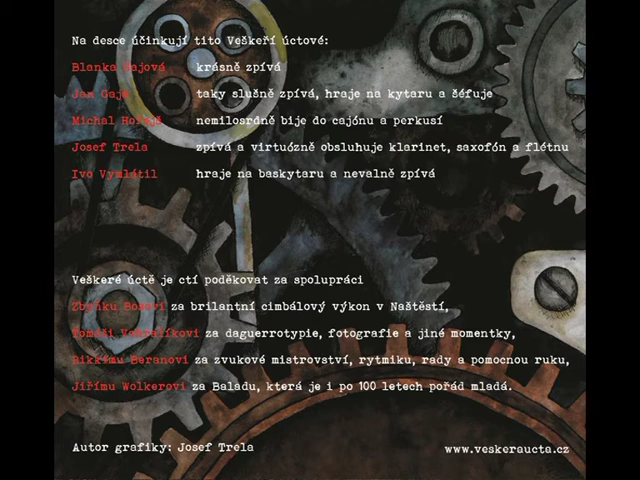 Na desce účinkují tito Veškeří úctové:
Blanka krásně zpívá
Jan taky slušně zpívá, hraje na kytaru a šéfuje
Michal nemilosrdně bije do cajónu a perkusí
Josef Trela zpívá a virtuózně obsluhuje klarinet, saxofón a flétnu
Ivo Vymlátil hraje na baskytaru a nevalně zpívá
Veškeré úctě je ctí poděkovat za spolupráci
Zbyňku za brilantní cimbálový výkon v Naštěstí,
Tomáši za daguerrotypie, fotografie a jiné momentky,
Rikkimu Beranovi za zvukové mistrovství, rytmiku, rady a pomocnou ruku,
Jiřímu Wolkerovi za Baladu, která je i po 100 letech pořád mladá.
Autor grafiky: Josef Trela
www.veskeraucta.cz